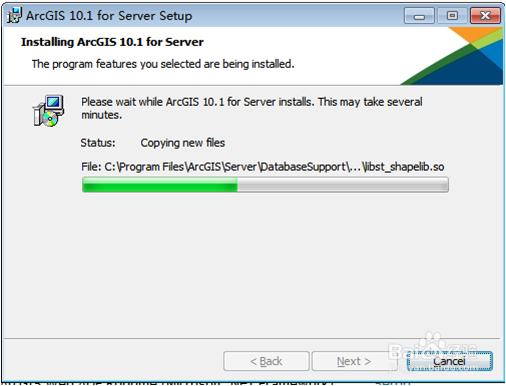 ArcGIS 10.1 for Server Setup
Installing ArcGIS 10.1 for Server
The program features you selected are being installed.
Please wait while ArcGIS 10.1 for Server installs. This may take several
minutes.
Status: Copying new files
File: C:\Program Files\ArcGIS\Server\DatabaseSupport\...\libst_shapelib.so
< Back Next > Cancel